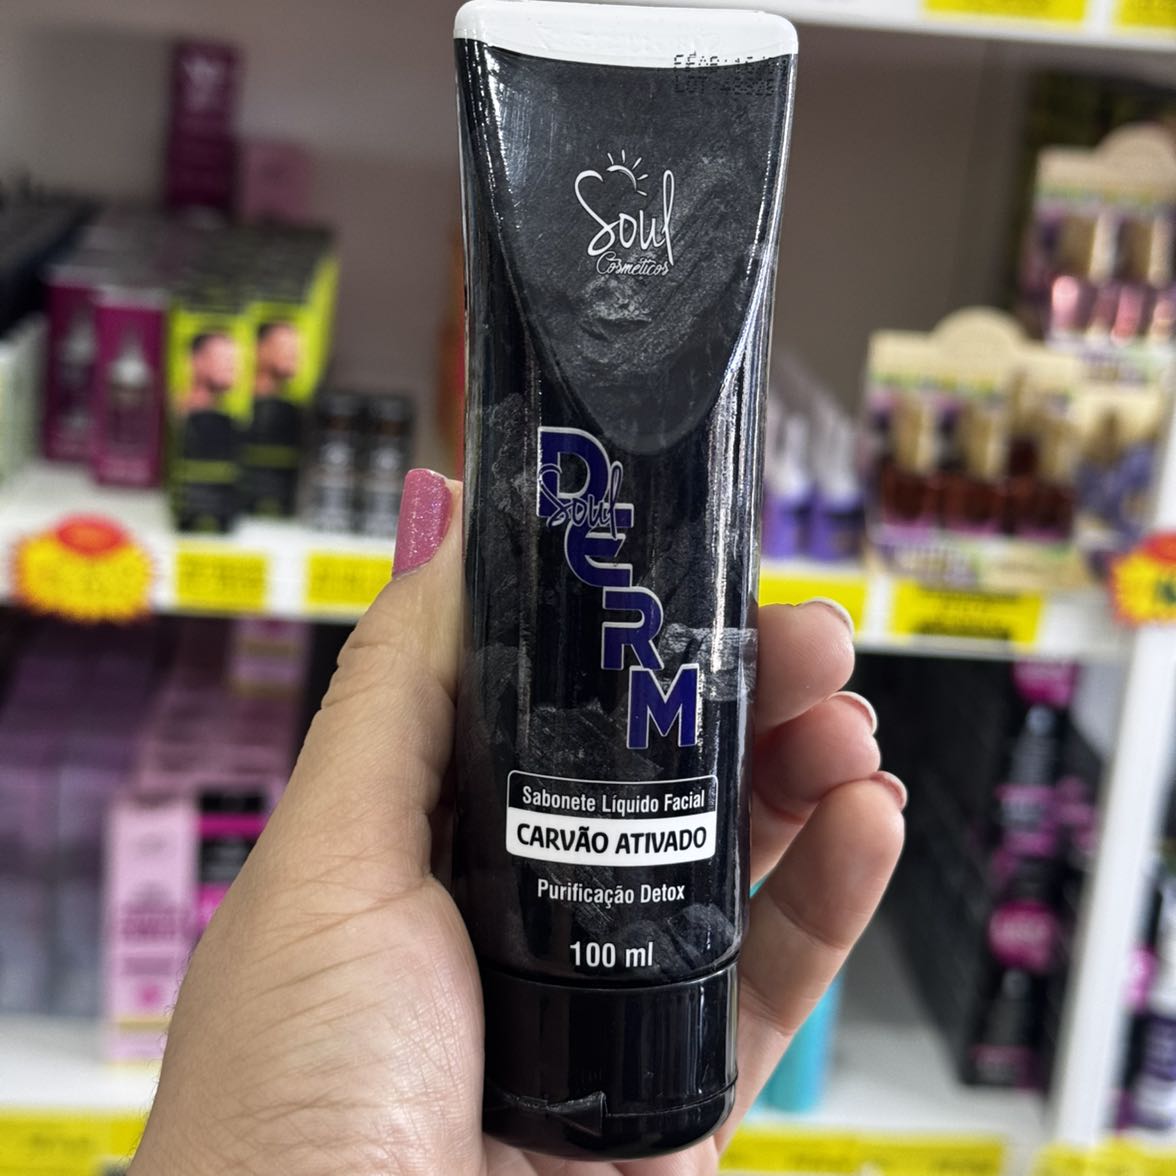 Soul
Cosméticos
DERM
Soul
Sabonete Líquido Facial
CARVÃO ATIVADO
Purificação Detox
100 ml